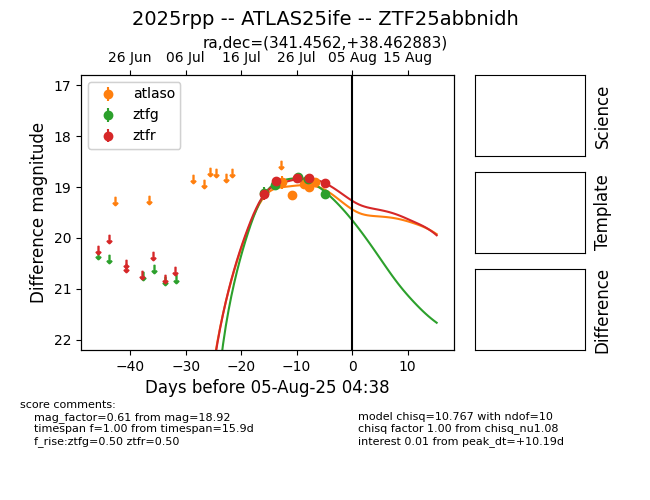 2025rpp -- ATLAS25ife -- ZTF25abbnidh
ra,dec=(341.4562,+38.462883)
26 Jun 06 Jul 16 Jul 26 Jul 05 Aug 15 Aug
atlaso
ztfg
ztfr
17
18
19
20
21
22
Difference magnitude
−40 −30 −20 −10 0 10
Days before 05-Aug-25 04:38
Science
Template
Difference
score comments:
mag_factor=0.61 from mag=18.92
timespan f=1.00 from timespan=15.9d
f_rise:ztfg=0.50 ztfr=0.50
model chisq=10.767 with ndof=10
chisq factor 1.00 from chisq_nu1.08
interest 0.01 from peak_dt=+10.19d